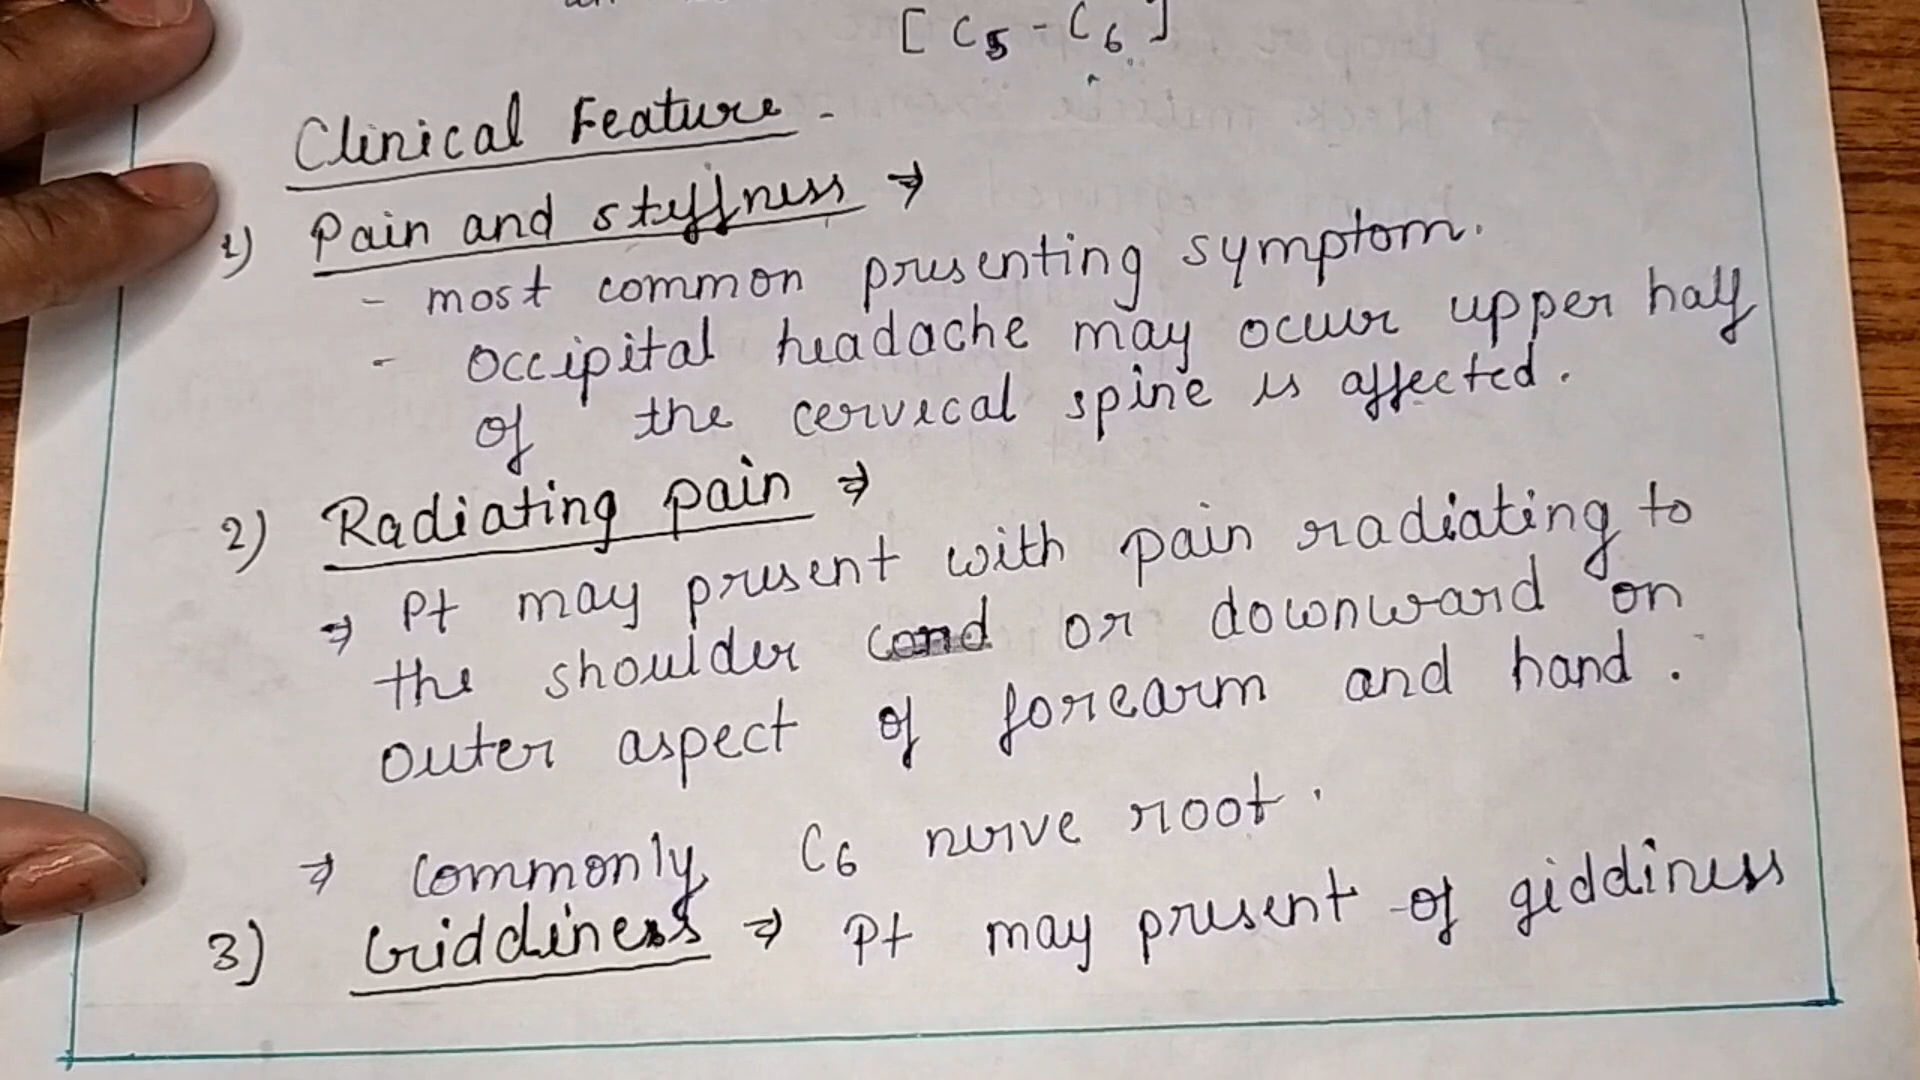 [C5-C6]
Clinical Feature -
1) Pain and stiffness →
- most common presenting symptom.
- occipital headache may occur upper half
of the cervical spine is affected.
2) Radiating pain ⇒
⇒ Pt may present with pain radiating to
the shoulder or downward on
outer aspect of forearm and hand.
⇒ Commonly C6 nerve root.
3) Giddiness ⇒ Pt may present of giddiness